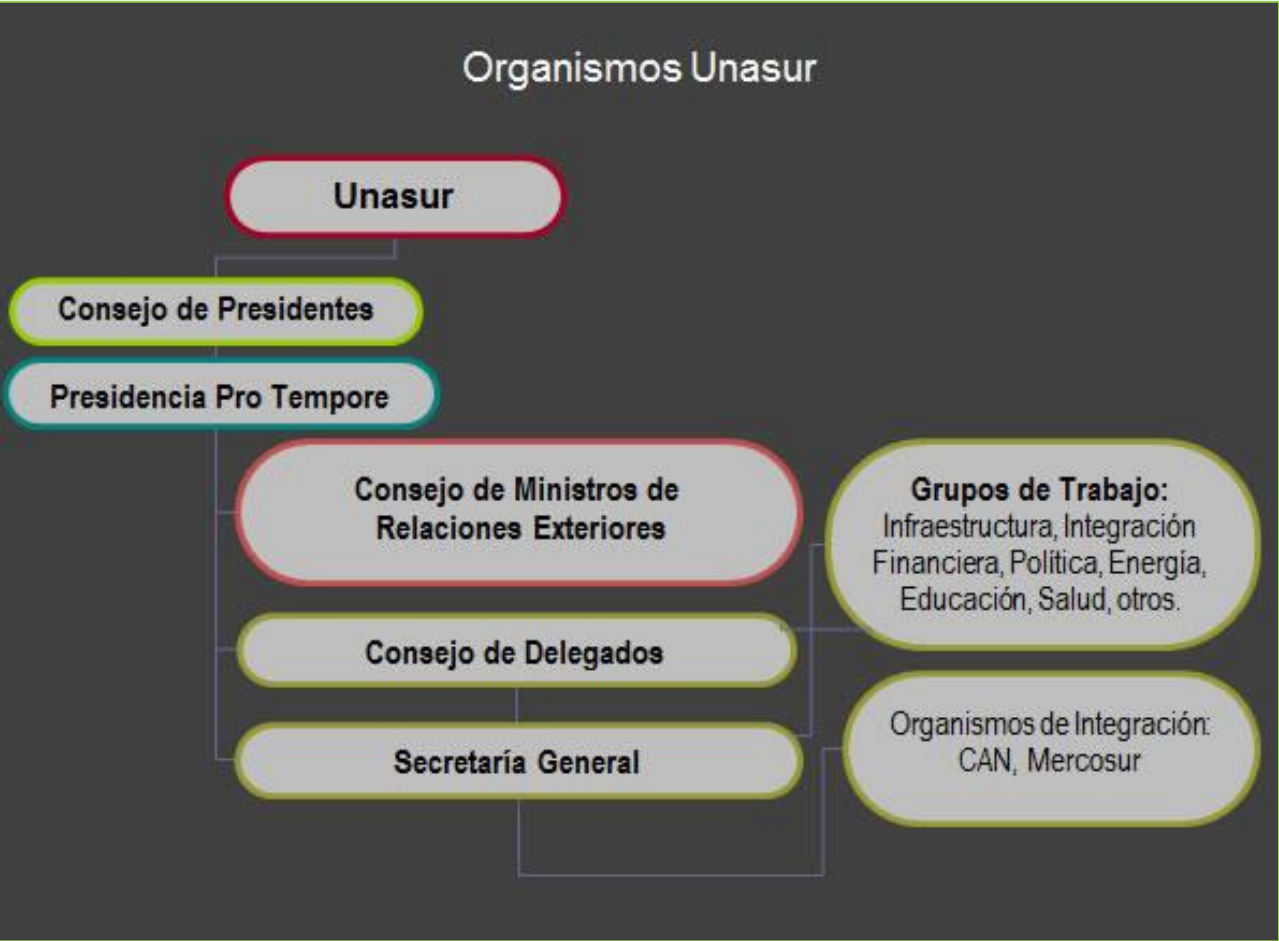 Organismos Unasur
Unasur
Consejo de Presidentes
Presidencia Pro Tempore
Consejo de Ministros de
Relaciones Exteriores
Grupos de Trabajo:
Infraestructura, Integración
Financiera, Política, Energía,
Educación, Salud, otros.
Consejo de Delegados
Secretaría General
Organismos de Integración:
CAN, Mercosur